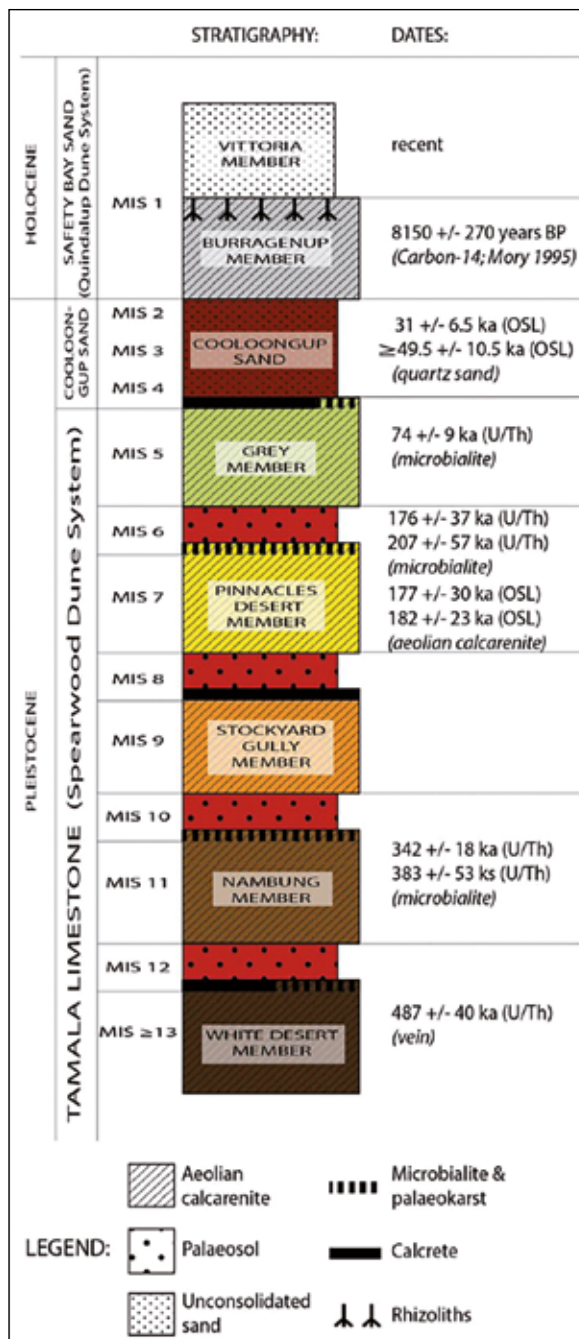 STRATIGRAPHY:
DATES:
HOLOCENE
SAFETY BAY SAND
(Quindalup Dune System)
MIS 1
VITTORIA
MEMBER
recent
BURRAGENUP
MEMBER
8150 +/- 270 years BP
(Carbon-14; Mory 1995)
PLEISTOCENE
COOLOON-
GUP SAND
MIS 2
MIS 3
MIS 4
COOLOONGUP
SAND
31 +/- 6.5 ka (OSL)
≥49.5 +/- 10.5 ka (OSL)
(quartz sand)
TAMALA LIMESTONE (Spearwood Dune System)
MIS 5
GREY
MEMBER
74 +/- 9 ka (U/Th)
(microbialite)
MIS 6
MIS 7
PINNACLES
DESERT
MEMBER
176 +/- 37 ka (U/Th)
207 +/- 57 ka (U/Th)
(microbialite)
177 +/- 30 ka (OSL)
182 +/- 23 ka (OSL)
(aeolian calcarenite)
MIS 8
MIS 9
STOCKYARD
GULLY
MEMBER
MIS 10
MIS 11
NAMBUNG
MEMBER
342 +/- 18 ka (U/Th)
383 +/- 53 ks (U/Th)
(microbialite)
MIS 12
MIS ≥13
WHITE DESERT
MEMBER
487 +/- 40 ka (U/Th)
(vein)
LEGEND:
Aeolian
calcarenite
Microbialite &
palaeokarst
Palaeosol
Calcrete
Unconsolidated
sand
Rhizoliths